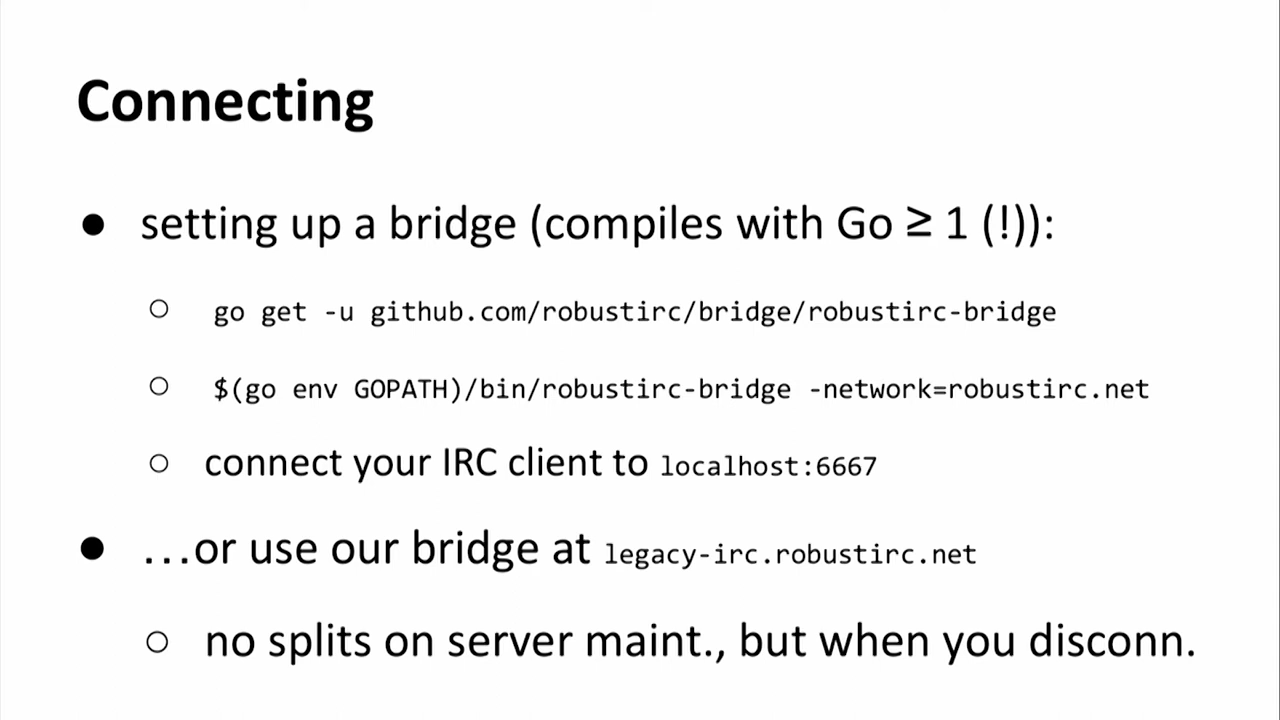 Connecting
● setting up a bridge (compiles with Go ≥ 1 (!)):
○ go get -u github.com/robustirc/bridge/robustirc-bridge
○ $(go env GOPATH)/bin/robustirc-bridge -network=robustirc.net
○ connect your IRC client to localhost:6667
● …or use our bridge at legacy-irc.robustirc.net
○ no splits on server maint., but when you disconn.